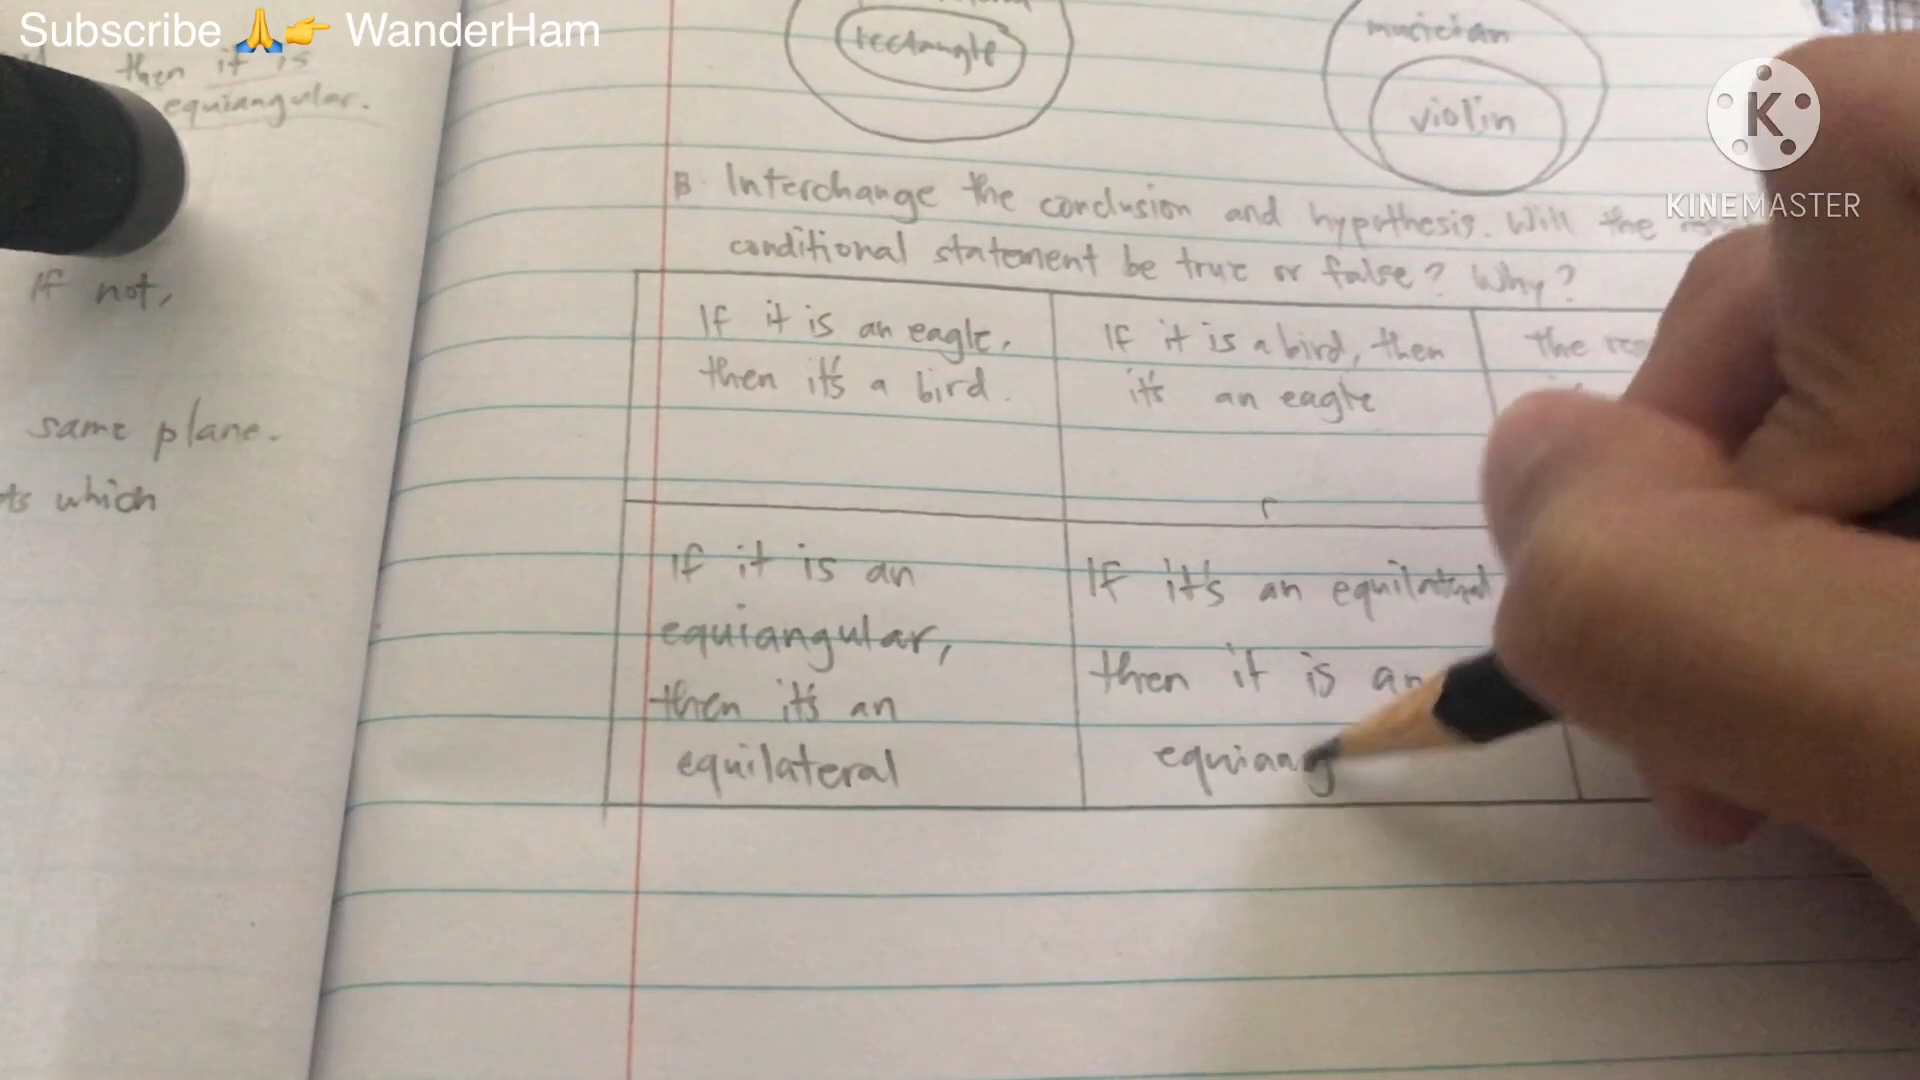 Subscribe 🙏👉 WanderHam
then it is
equiangular.
If not,
same plane.
which
rectangle
musician
violin
K
KINEMASTER
B. Interchange the conclusion and hypothesis. Will the
conditional statement be true or false? Why?
If it is an eagle,
then it's a bird.
If it is a bird, then
it's an eagle
The
If it is an
equiangular,
then it's an
equilateral
If it's an equilateral
then it is an
equiang